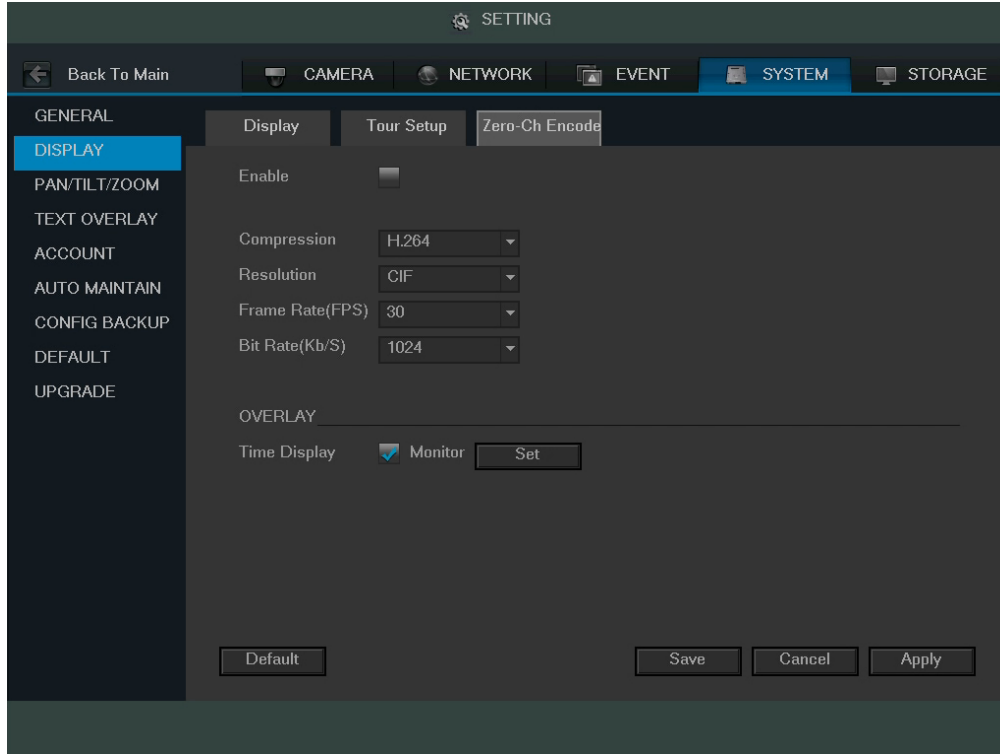 SETTING
Back To Main CAMERA NETWORK EVENT SYSTEM STORAGE
GENERAL
DISPLAY
PAN/TILT/ZOOM
TEXT OVERLAY
ACCOUNT
AUTO MAINTAIN
CONFIG BACKUP
DEFAULT
UPGRADE
Display Tour Setup Zero-Ch Encode
Enable
Compression H.264
Resolution CIF
Frame Rate(FPS) 30
Bit Rate(Kb/S) 1024
OVERLAY
Time Display Monitor Set
Default Save Cancel Apply